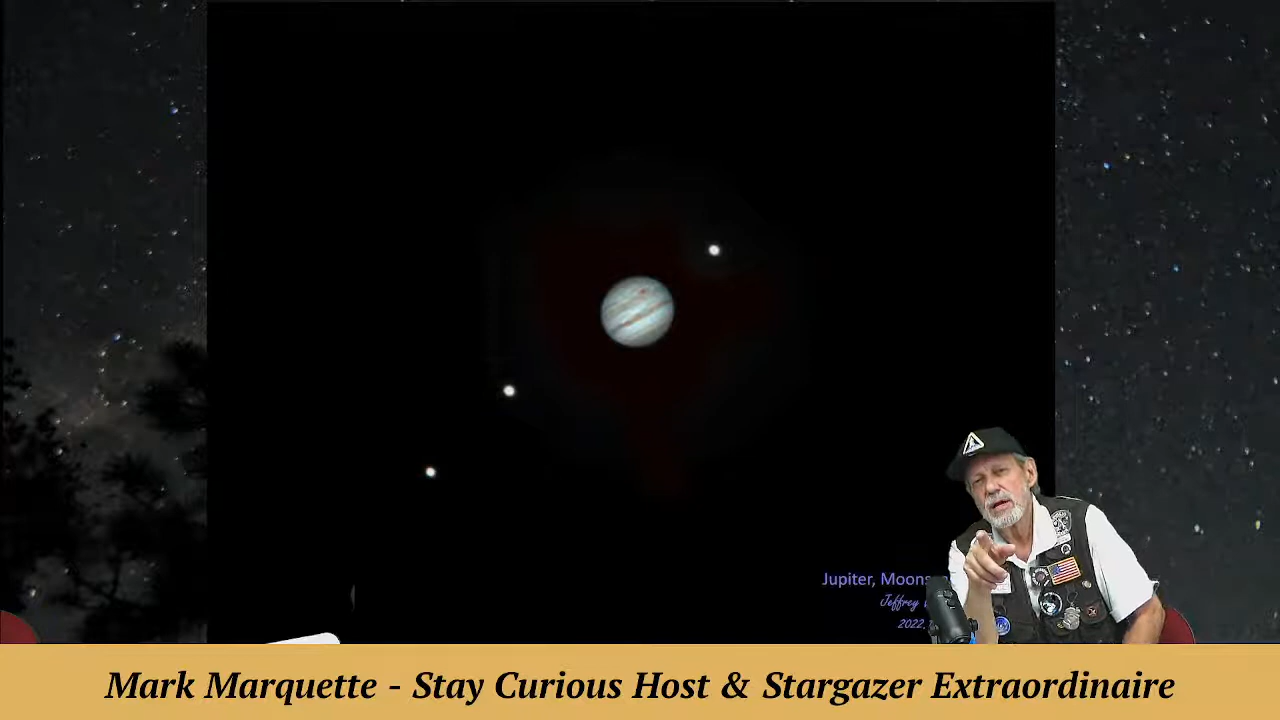 Jupiter, Moons
Jeffrey
2022
Mark Marquette - Stay Curious Host & Stargazer Extraordinaire